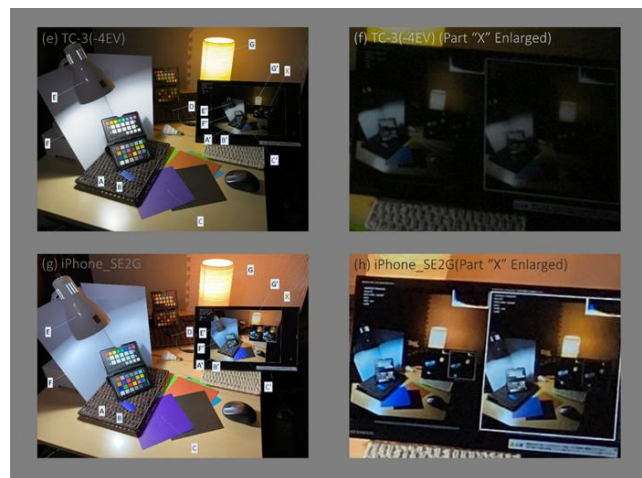 (e) TC-3(-4EV)
G
G'
X
E
D
E'
F'
F
A'
B'
C'
A
B
C
(f) TC-3(-4EV) (Part “X” Enlarged)
(g) iPhone_SE2G
G
G'
X
E
D
E'
F'
F
A'
B'
C'
A
B
C
(h) iPhone_SE2G(Part “X” Enlarged)